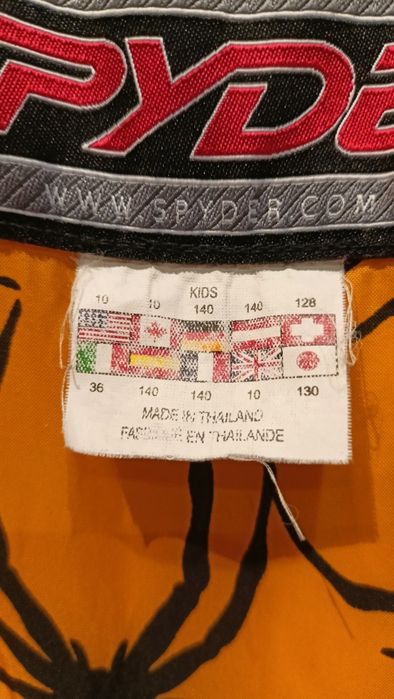 SPYDE
WWW.SPYDER.COM
KIDS
10 10 140 140 128
36 140 140 10 130
MADE IN THAILAND
FABRIQUE EN THAILANDE